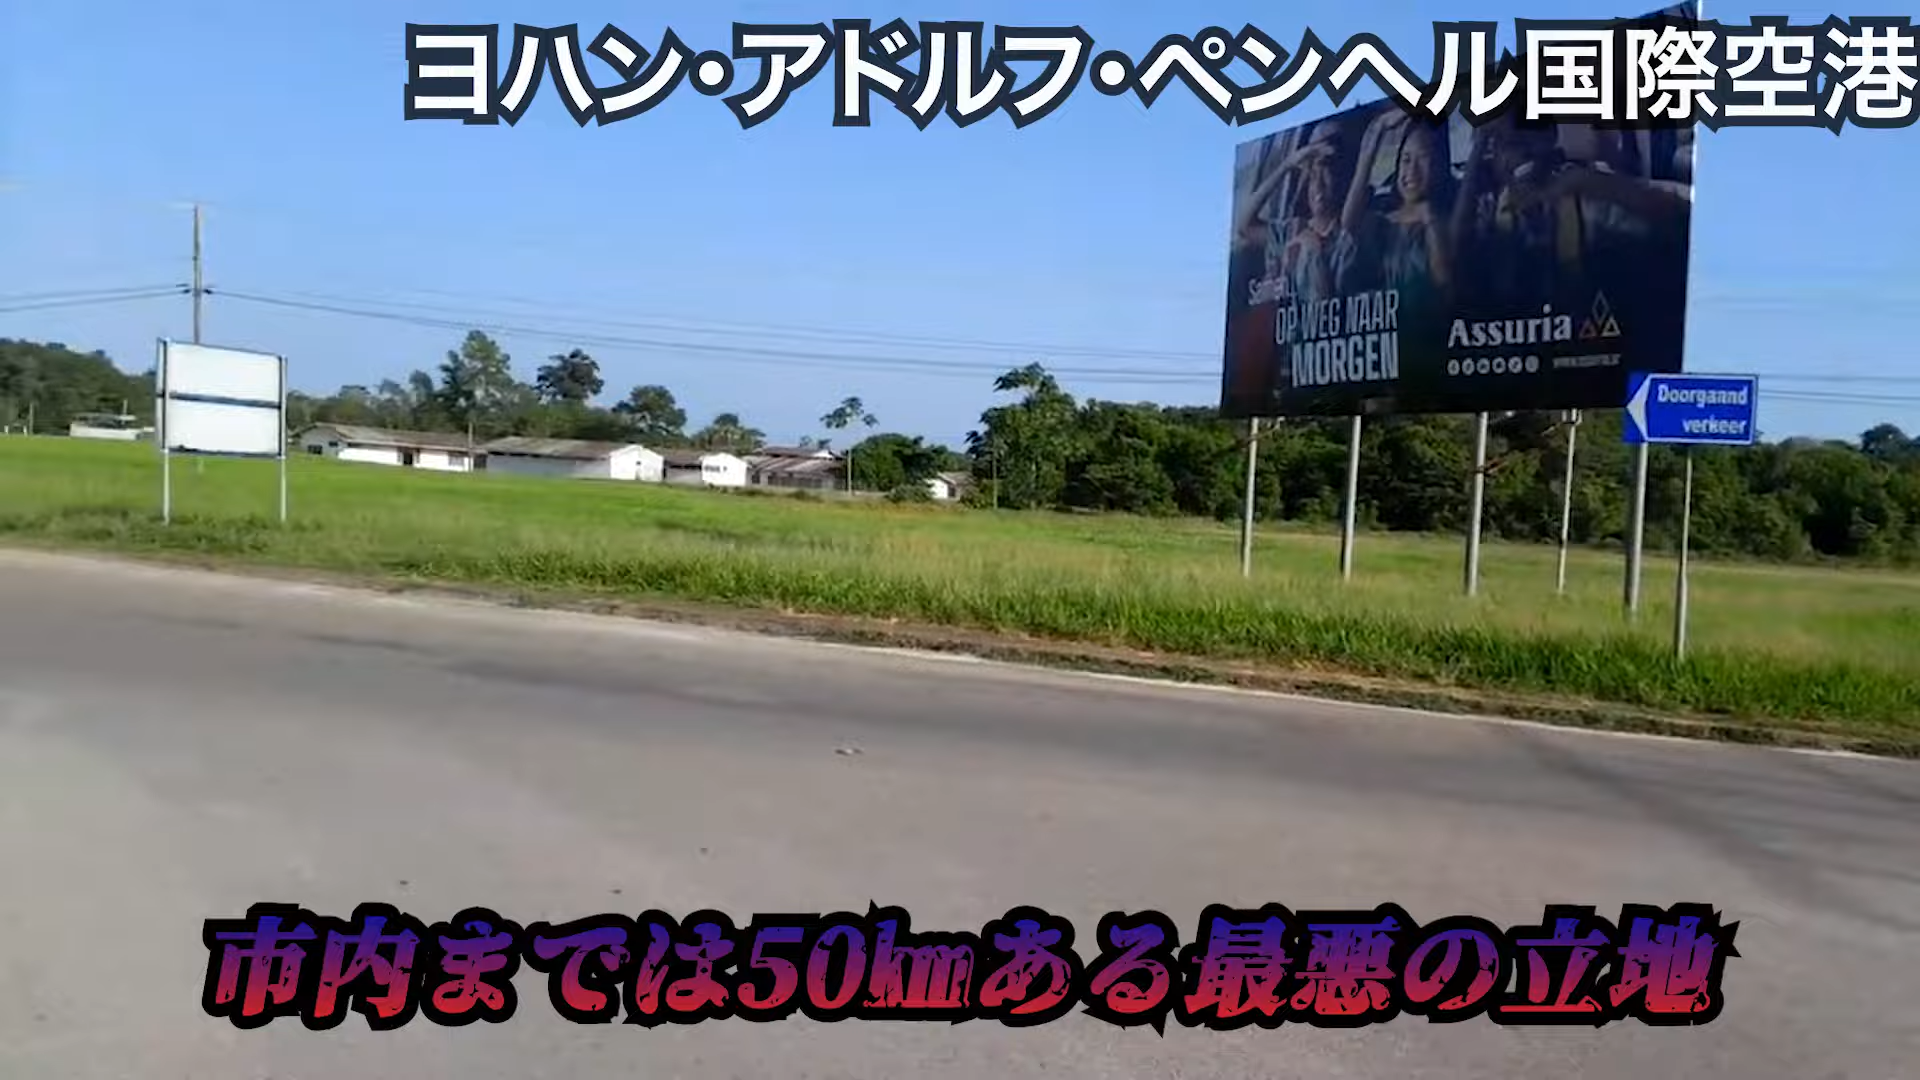 ヨハン・アドルフ・ペンヘル国際空港
Samen
OP WEG NAAR
MORGEN
Assuria
Doorgaand
verkeer
市内までは50㎞ある最悪の立地